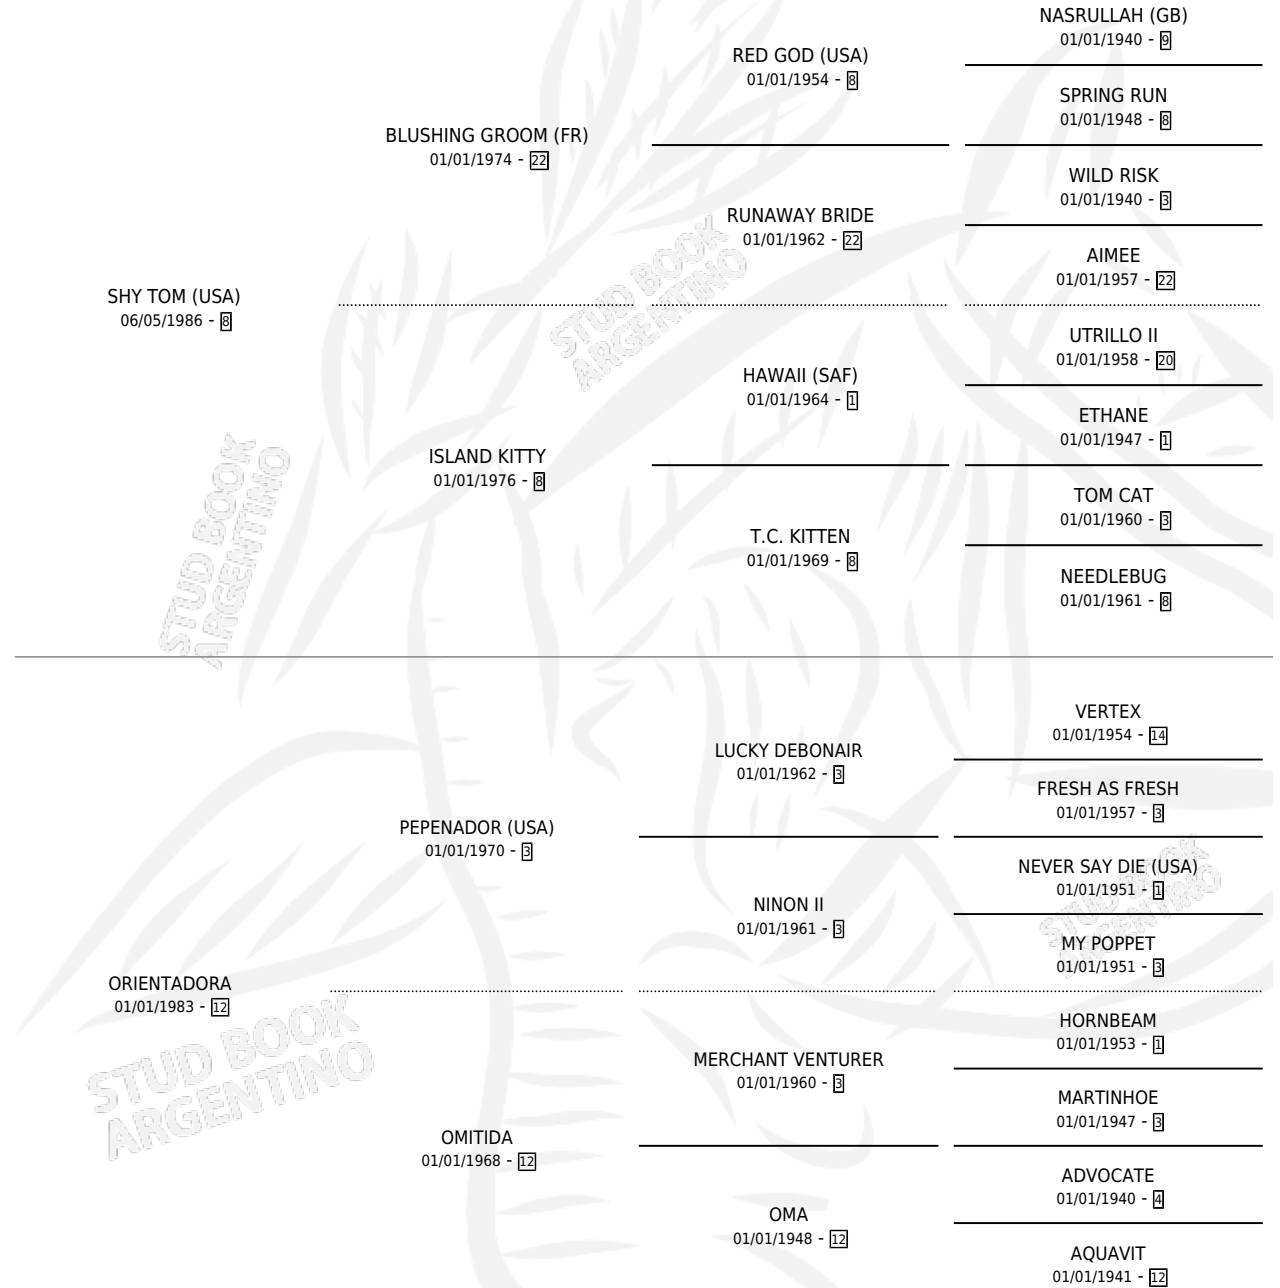 NASRULLAH (GB)
01/01/1940 - 9
RED GOD (USA)
01/01/1954 - 8
SPRING RUN
01/01/1948 - 8
BLUSHING GROOM (FR)
01/01/1974 - 22
WILD RISK
01/01/1940 - 3
RUNAWAY BRIDE
01/01/1962 - 22
AIMEE
01/01/1957 - 22
SHY TOM (USA)
06/05/1986 - 8
UTRILLO II
01/01/1958 - 20
HAWAII (SAF)
01/01/1964 - 1
ETHANE
01/01/1947 - 1
ISLAND KITTY
01/01/1976 - 8
TOM CAT
01/01/1960 - 3
T.C. KITTEN
01/01/1969 - 8
NEEDLEBUG
01/01/1961 - 8
VERTEX
01/01/1954 - 14
LUCKY DEBONAIR
01/01/1962 - 3
FRESH AS FRESH
01/01/1957 - 3
PEPENADOR (USA)
01/01/1970 - 3
NEVER SAY DIE (USA)
01/01/1951 - 1
NINON II
01/01/1961 - 3
MY POPPET
01/01/1951 - 3
ORIENTADORA
01/01/1983 - 12
HORNBEAM
01/01/1953 - 1
MERCHANT VENTURER
01/01/1960 - 3
MARTINHOE
01/01/1947 - 3
OMITIDA
01/01/1968 - 12
ADVOCATE
01/01/1940 - 4
OMA
01/01/1948 - 12
AQUAVIT
01/01/1941 - 12
STUD BOOK
ARGENTINO
STUD BOOK
ARGENTINO
STUD BOOK
ARGENTINO
STUD BOOK
ARGENTINO